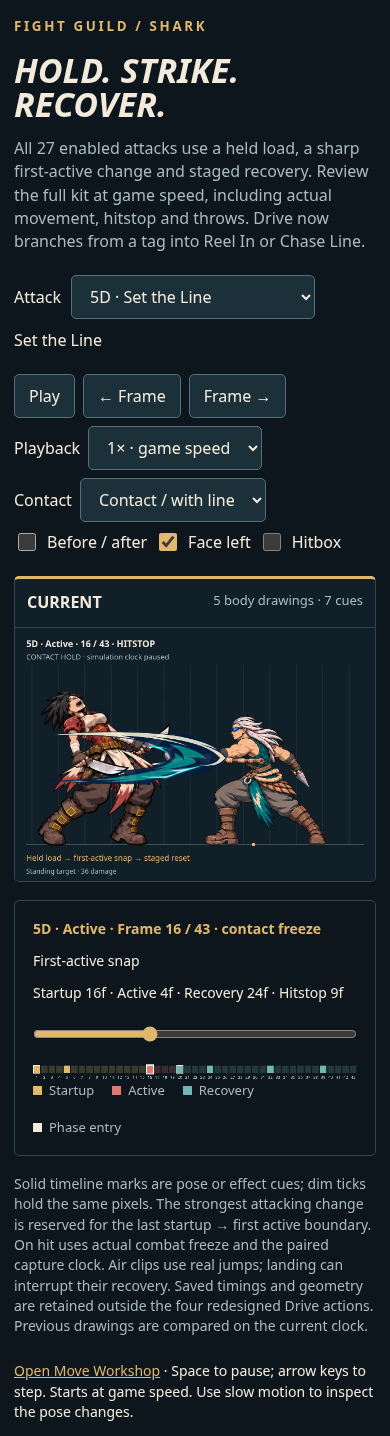 FIGHT GUILD / SHARK
HOLD. STRIKE.
RECOVER.
All 27 enabled attacks use a held load, a sharp
first-active change and staged recovery. Review
the full kit at game speed, including actual
movement, hitstop and throws. Drive now
branches from a tag into Reel In or Chase Line.
Attack 5D · Set the Line
Set the Line
Play ← Frame Frame →
Playback 1× · game speed
Contact Contact / with line
Before / after Face left Hitbox
CURRENT 5 body drawings · 7 cues
5D · Active · 16 / 43 · HITSTOP
CONTACT HOLD · simulation clock paused
Held load → first-active snap → staged reset
Standing target · 36 damage
5D · Active · Frame 16 / 43 · contact freeze
First-active snap
Startup 16f · Active 4f · Recovery 24f · Hitstop 9f
Startup Active Recovery
Phase entry
Solid timeline marks are pose or effect cues; dim ticks
hold the same pixels. The strongest attacking change
is reserved for the last startup → first active boundary.
On hit uses actual combat freeze and the paired
capture clock. Air clips use real jumps; landing can
interrupt their recovery. Saved timings and geometry
are retained outside the four redesigned Drive actions.
Previous drawings are compared on the current clock.
Open Move Workshop · Space to pause; arrow keys to
step. Starts at game speed. Use slow motion to inspect
the pose changes.